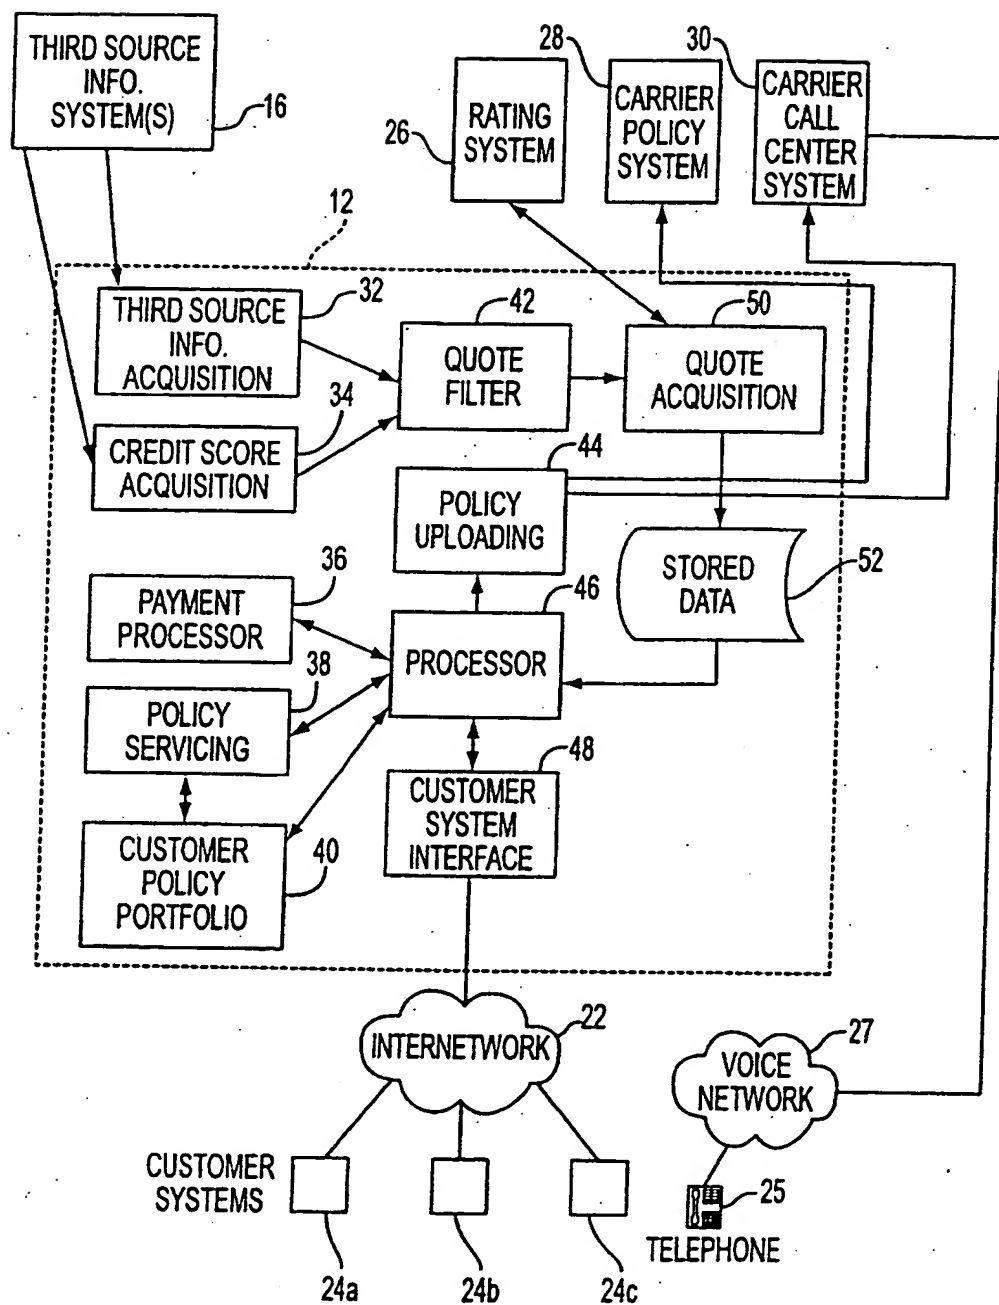 THIRD SOURCE
INFO.
SYSTEM(S)
16
RATING
SYSTEM
26
28
CARRIER
POLICY
SYSTEM
30
CARRIER
CALL
CENTER
SYSTEM
12
THIRD SOURCE
INFO.
ACQUISITION
32
42
QUOTE
FILTER
50
QUOTE
ACQUISITION
34
CREDIT SCORE
ACQUISITION
44
POLICY
UPLOADING
STORED
DATA
52
36
PAYMENT
PROCESSOR
46
PROCESSOR
38
POLICY
SERVICING
48
CUSTOMER
SYSTEM
INTERFACE
CUSTOMER
POLICY
PORTFOLIO
40
INTERNETWORK
22
VOICE
NETWORK
27
CUSTOMER
SYSTEMS
24a
24b
24c
25
TELEPHONE